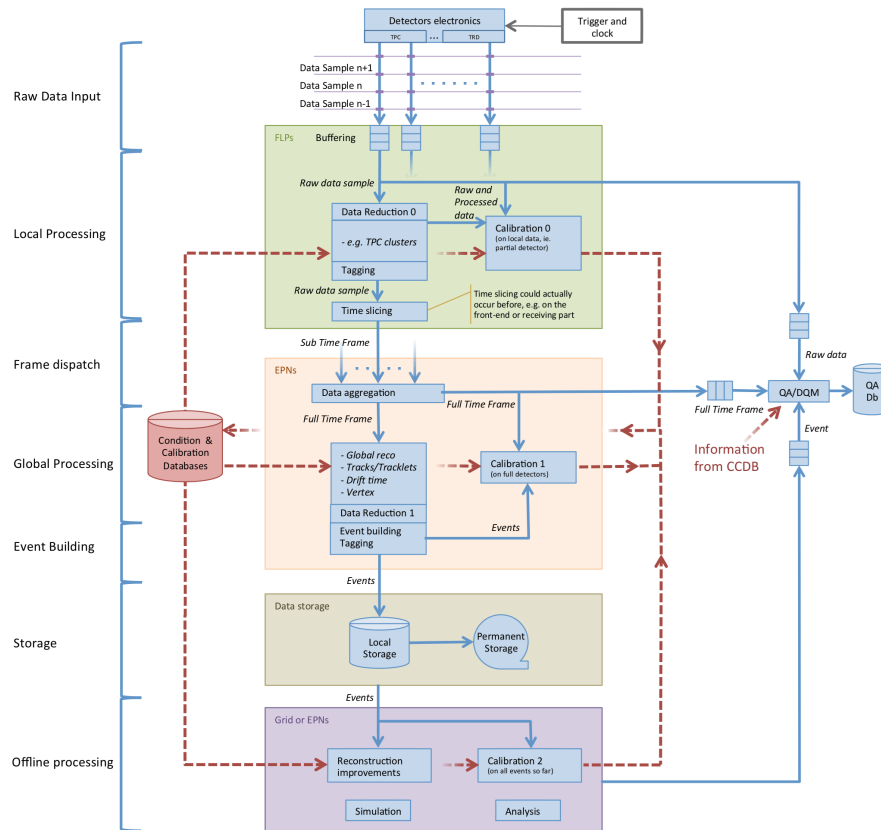 Detectors electronics
TPC
...
TRD
Trigger and
clock
Data Sample n+1
Data Sample n
Data Sample n-1
Raw Data Input
FLPs
Buffering
Raw data sample
Raw and
Processed
data
Local Processing
Data Reduction 0
- e.g. TPC clusters
Tagging
Calibration 0
(on local data, ie.
partial detector)
Raw data sample
Time slicing
Time slicing could actually
occur before, e.g. on the
front-end or receiving part
Sub Time Frame
Raw data
Frame dispatch
EPNs
Data aggregation
QA/DQM
QA
Db
Full Time Frame
Full Time Frame
Full Time Frame
Event
Condition &
Calibration
Databases
Information
from CCDB
Global Processing
- Global reco
- Tracks/Tracklets
- Drift time
- Vertex
Calibration 1
(on full detectors)
Data Reduction 1
Event building
Tagging
Events
Event Building
Events
Data storage
Storage
Local
Storage
Permanent
Storage
Events
Grid or EPNs
Offline processing
Reconstruction
improvements
Calibration 2
(on all events so far)
Simulation
Analysis